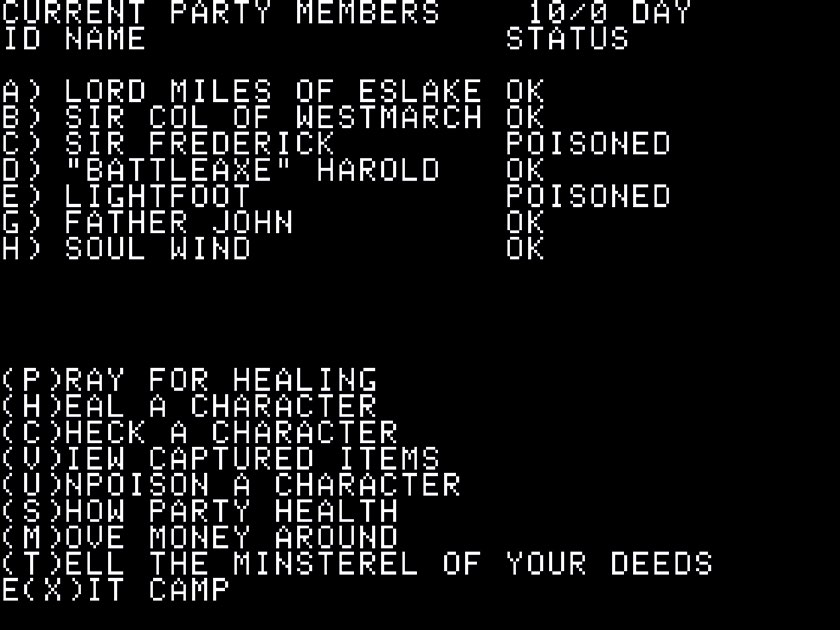 CURRENT PARTY MEMBERS 10/0 DAY
ID NAME STATUS
A) LORD MILES OF ESLAKE OK
B) SIR COL OF WESTMARCH OK
C) SIR FREDERICK POISONED
D) "BATTLEAXE" HAROLD OK
E) LIGHTFOOT POISONED
G) FATHER JOHN OK
H) SOUL WIND OK
(P)RAY FOR HEALING
(H)EAL A CHARACTER
(C)HECK A CHARACTER
(V)IEW CAPTURED ITEMS
(U)NPOISON A CHARACTER
(S)HOW PARTY HEALTH
(M)OVE MONEY AROUND
(T)ELL THE MINSTEREL OF YOUR DEEDS
E(X)IT CAMP